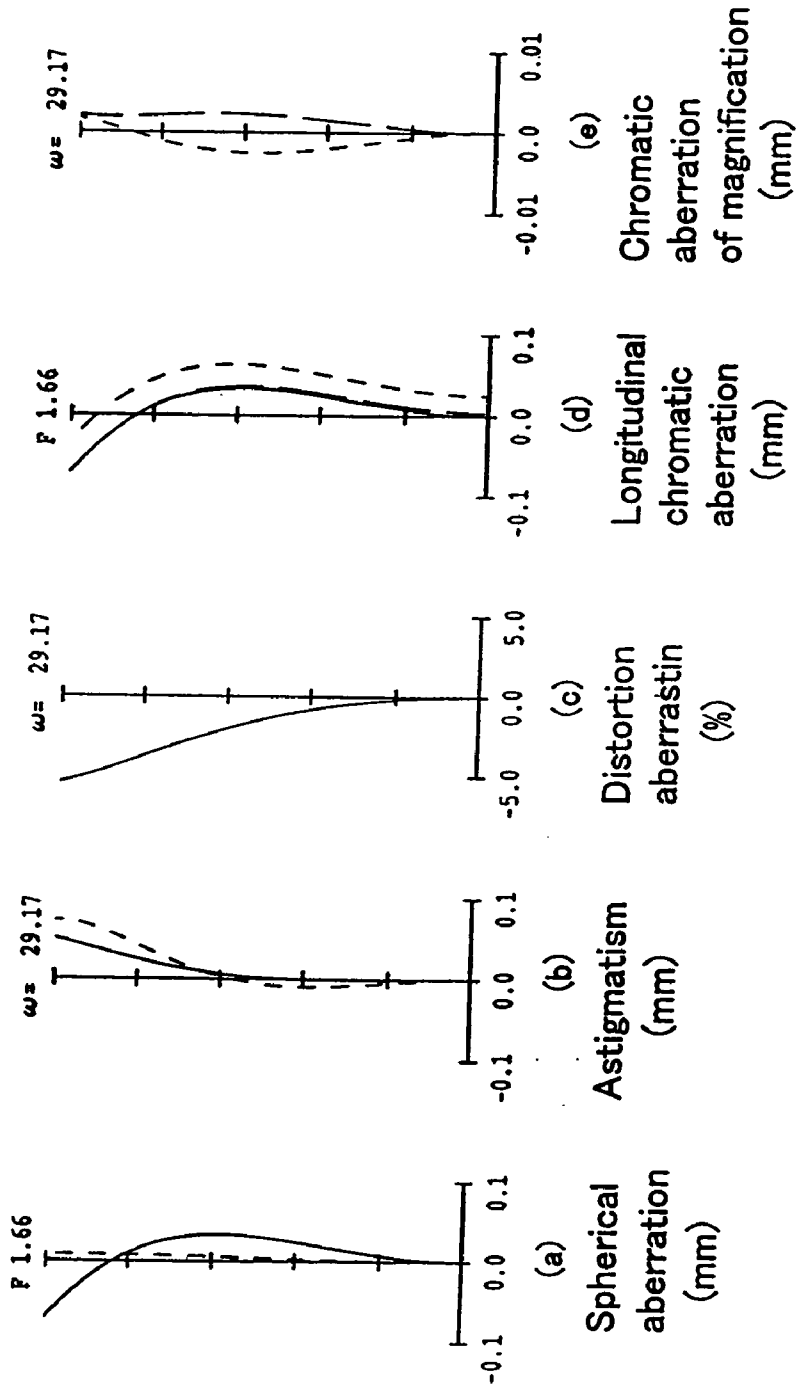 F 1.66
-0.1 0.0 0.1
(a)
Spherical
aberration
(mm)
ω= 29.17
-0.1 0.0 0.1
(b)
Astigmatism
(mm)
ω= 29.17
-5.0 0.0 5.0
(c)
Distortion
aberrastin
(%)
F 1.66
-0.1 0.0 0.1
(d)
Longitudinal
chromatic
aberration
(mm)
ω= 29.17
-0.01 0.0 0.01
(e)
Chromatic
aberration
of magnification
(mm)